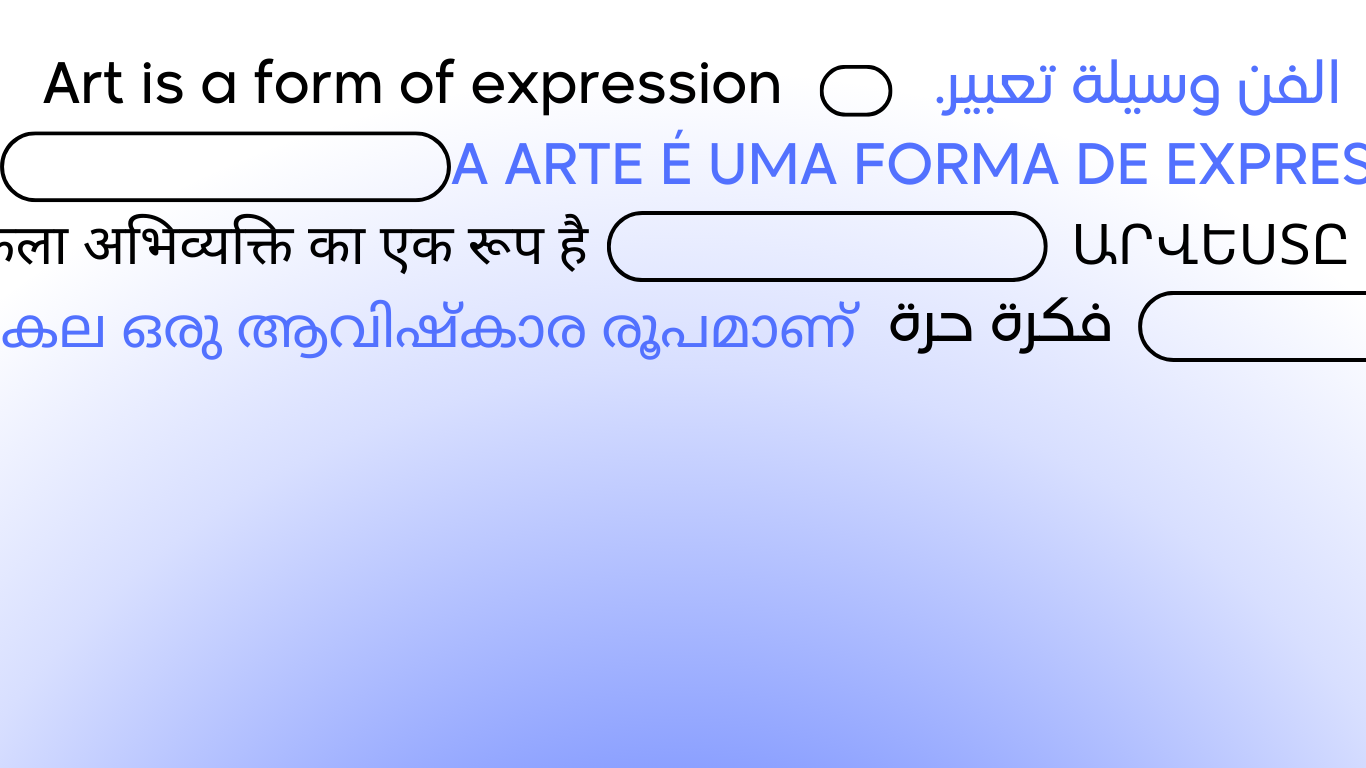 Art is a form of expression الفن وسيلة تعبير.
A ARTE É UMA FORMA DE EXPRES
कला अभिव्यक्ति का एक रूप है ԱՐՎԵՍՏԸ
കല ഒരു ആവിഷ്കാര രൂപമാണ് فكرة حرة